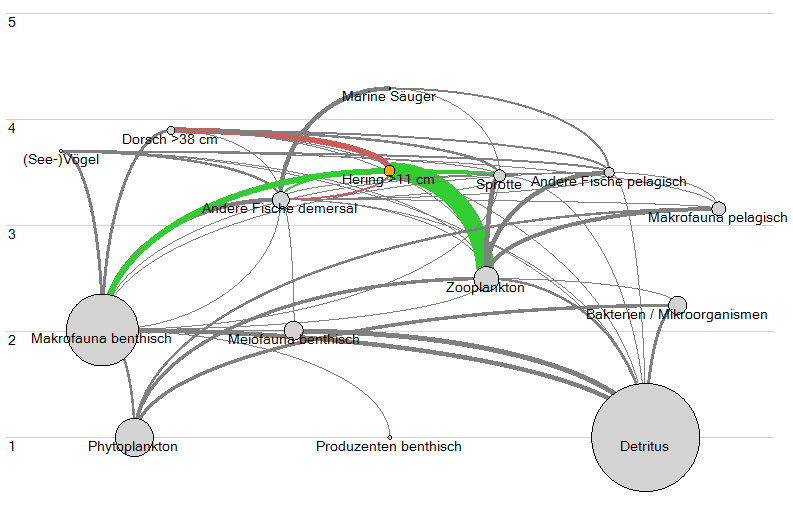 5
Marine Säuger
4
Dorsch >38 cm
(See-)Vögel
Hering >11 cm
Sprotte
Andere Fische pelagisch
Andere Fische demersal
Makrofauna pelagisch
3
Zooplankton
Bakterien / Mikroorganismen
2
Makrofauna benthisch
Meiofauna benthisch
1
Phytoplankton
Produzenten benthisch
Detritus